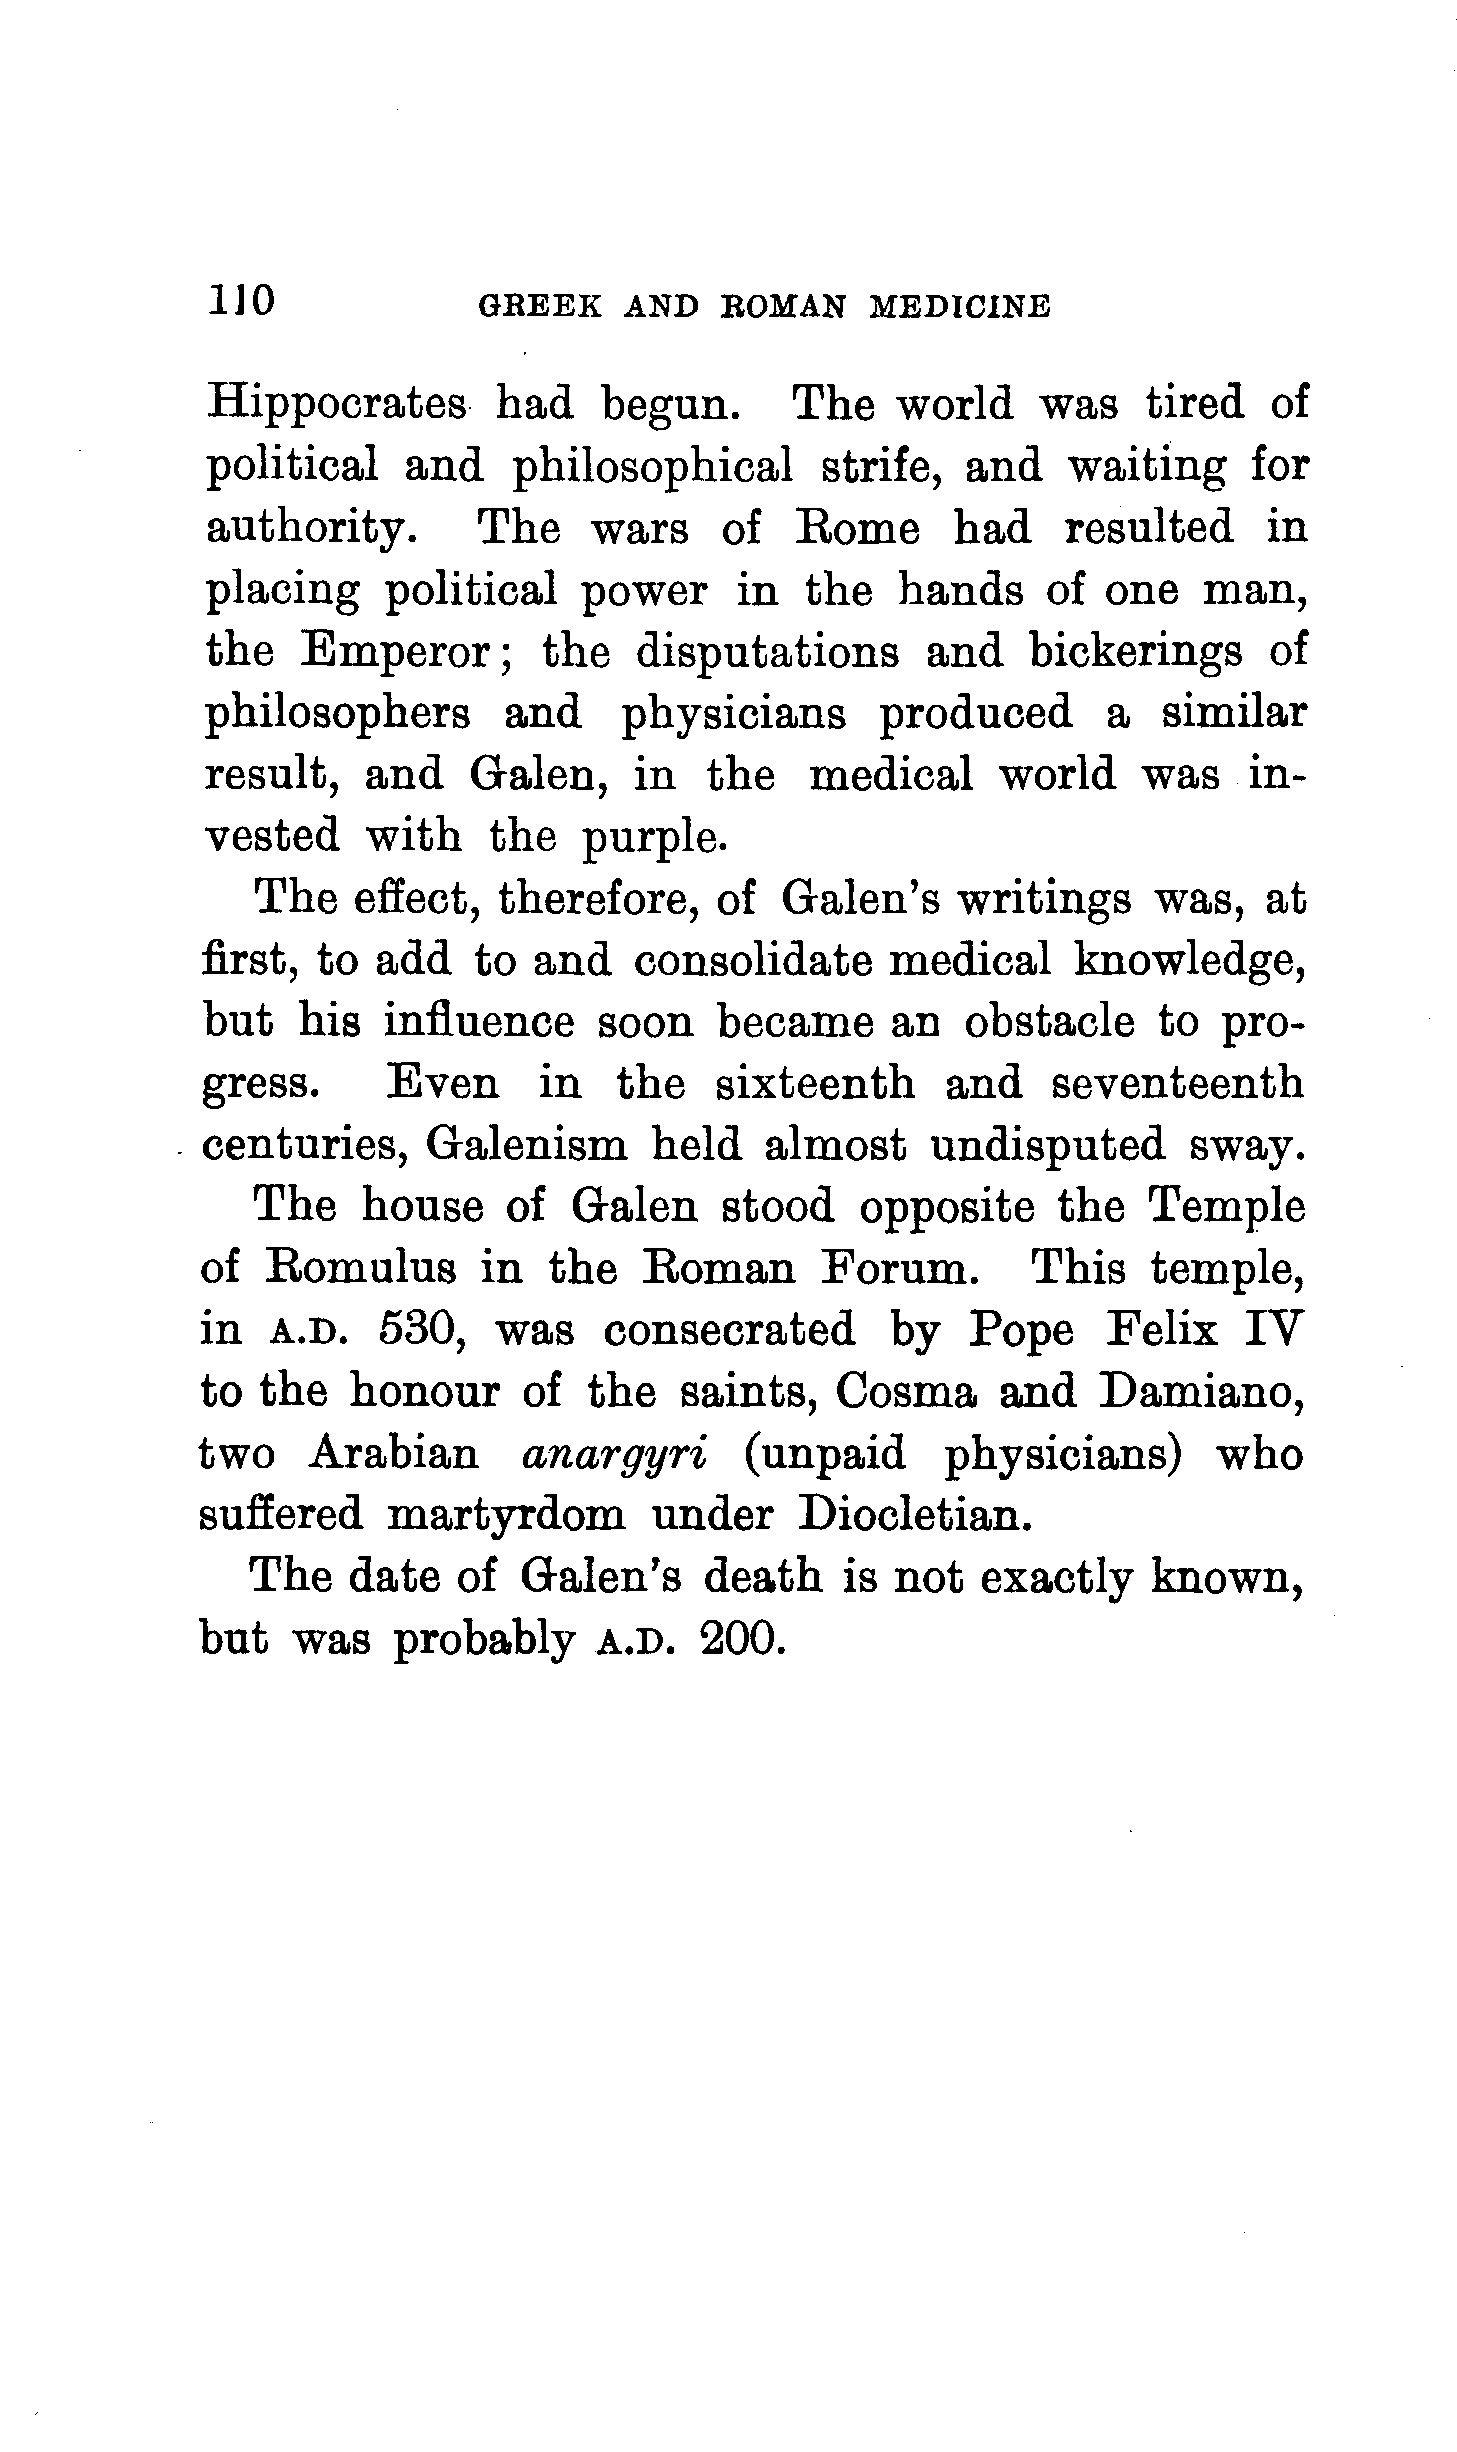 110 GREEK AND ROMAN MEDICINE
Hippocrates had begun. The world was tired of
political and philosophical strife, and waiting for
authority. The wars of Rome had resulted in
placing political power in the hands of one man,
the Emperor; the disputations and bickerings of
philosophers and physicians produced a similar
result, and Galen, in the medical world was in-
vested with the purple.
The effect, therefore, of Galen's writings was, at
first, to add to and consolidate medical knowledge,
but his influence soon became an obstacle to pro-
gress. Even in the sixteenth and seventeenth
centuries, Galenism held almost undisputed sway.
The house of Galen stood opposite the Temple
of Romulus in the Roman Forum. This temple,
in A.D. 530, was consecrated by Pope Felix IV
to the honour of the saints, Cosma and Damiano,
two Arabian anargyri (unpaid physicians) who
suffered martyrdom under Diocletian.
The date of Galen's death is not exactly known,
but was probably A.D. 200.